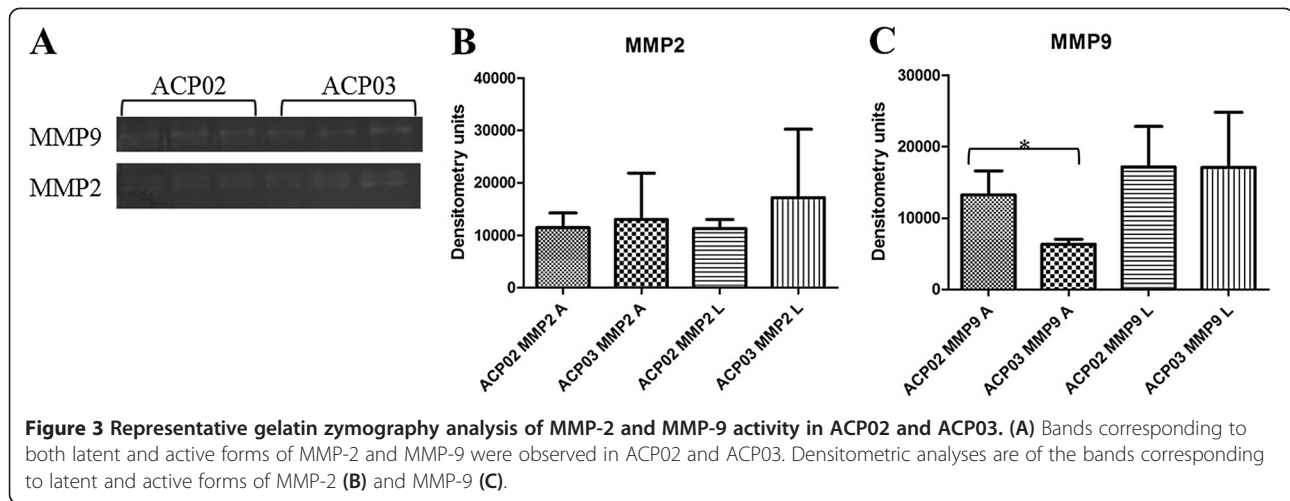 A
ACP02 ACP03
MMP9
MMP2
B
MMP2
Densitometry units
40000
30000
20000
10000
0
ACP02 MMP2 A
ACP03 MMP2 A
ACP02 MMP2 L
ACP03 MMP2 L
C
MMP9
Densitometry units
30000
20000
10000
0
*
ACP02 MMP9 A
ACP03 MMP9 A
ACP02 MMP9 L
ACP03 MMP9 L
Figure 3 Representative gelatin zymography analysis of MMP-2 and MMP-9 activity in ACP02 and ACP03. (A) Bands corresponding to
both latent and active forms of MMP-2 and MMP-9 were observed in ACP02 and ACP03. Densitometric analyses are of the bands corresponding
to latent and active forms of MMP-2 (B) and MMP-9 (C).